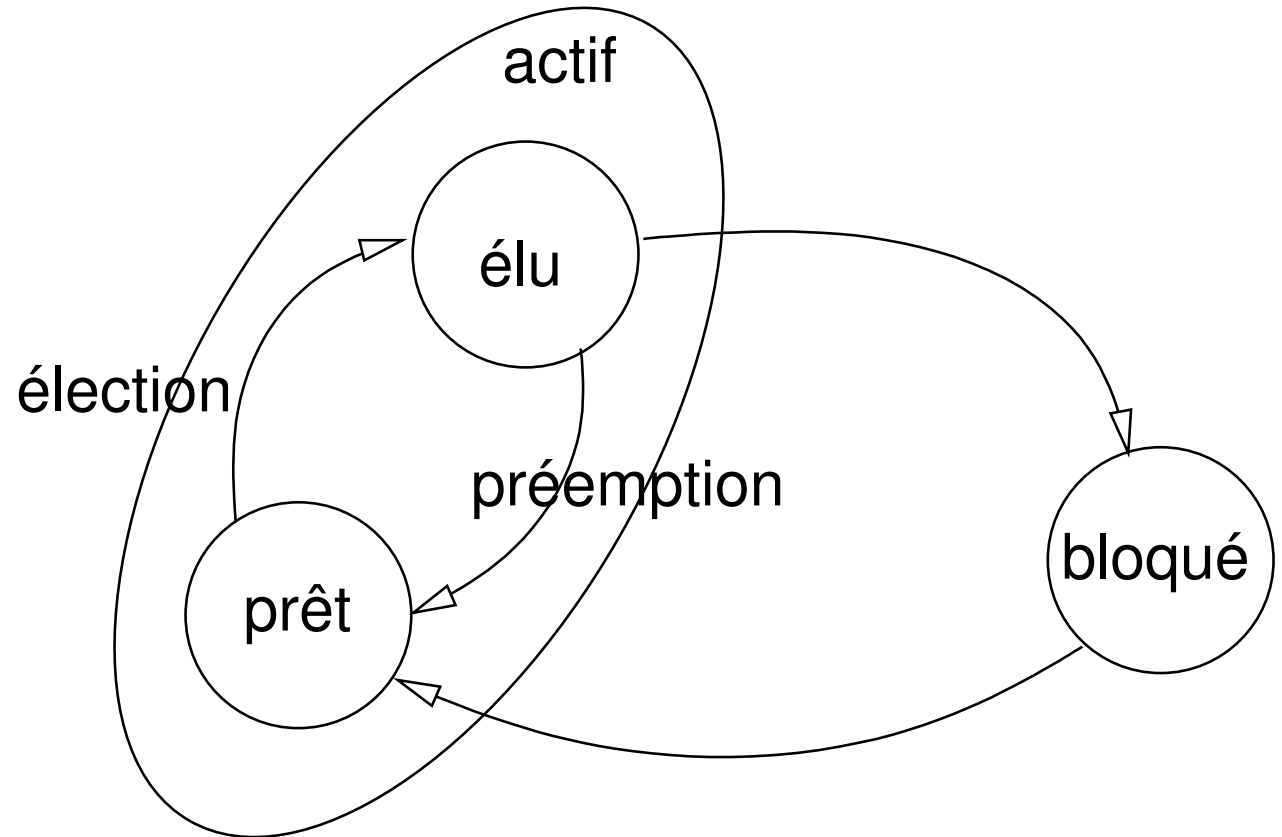 actif
élu
élection
préemption
bloqué
prêt